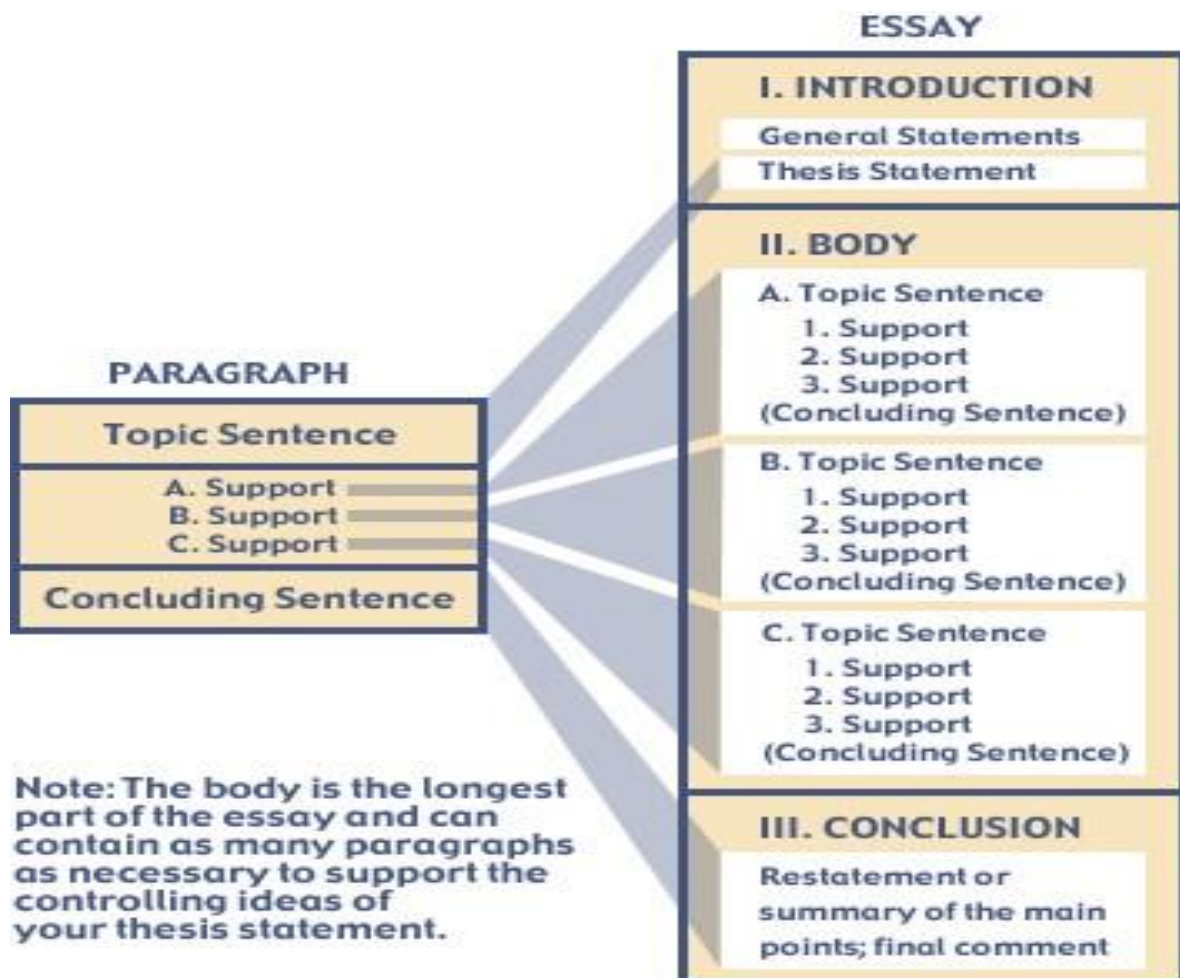 PARAGRAPH
Topic Sentence
A. Support
B. Support
C. Support
Concluding Sentence
Note: The body is the longest
part of the essay and can
contain as many paragraphs
as necessary to support the
controlling ideas of
your thesis statement.
ESSAY
I. INTRODUCTION
General Statements
Thesis Statement
II. BODY
A. Topic Sentence
1. Support
2. Support
3. Support
(Concluding Sentence)
B. Topic Sentence
1. Support
2. Support
3. Support
(Concluding Sentence)
C. Topic Sentence
1. Support
2. Support
3. Support
(Concluding Sentence)
III. CONCLUSION
Restatement or
summary of the main
points; final comment